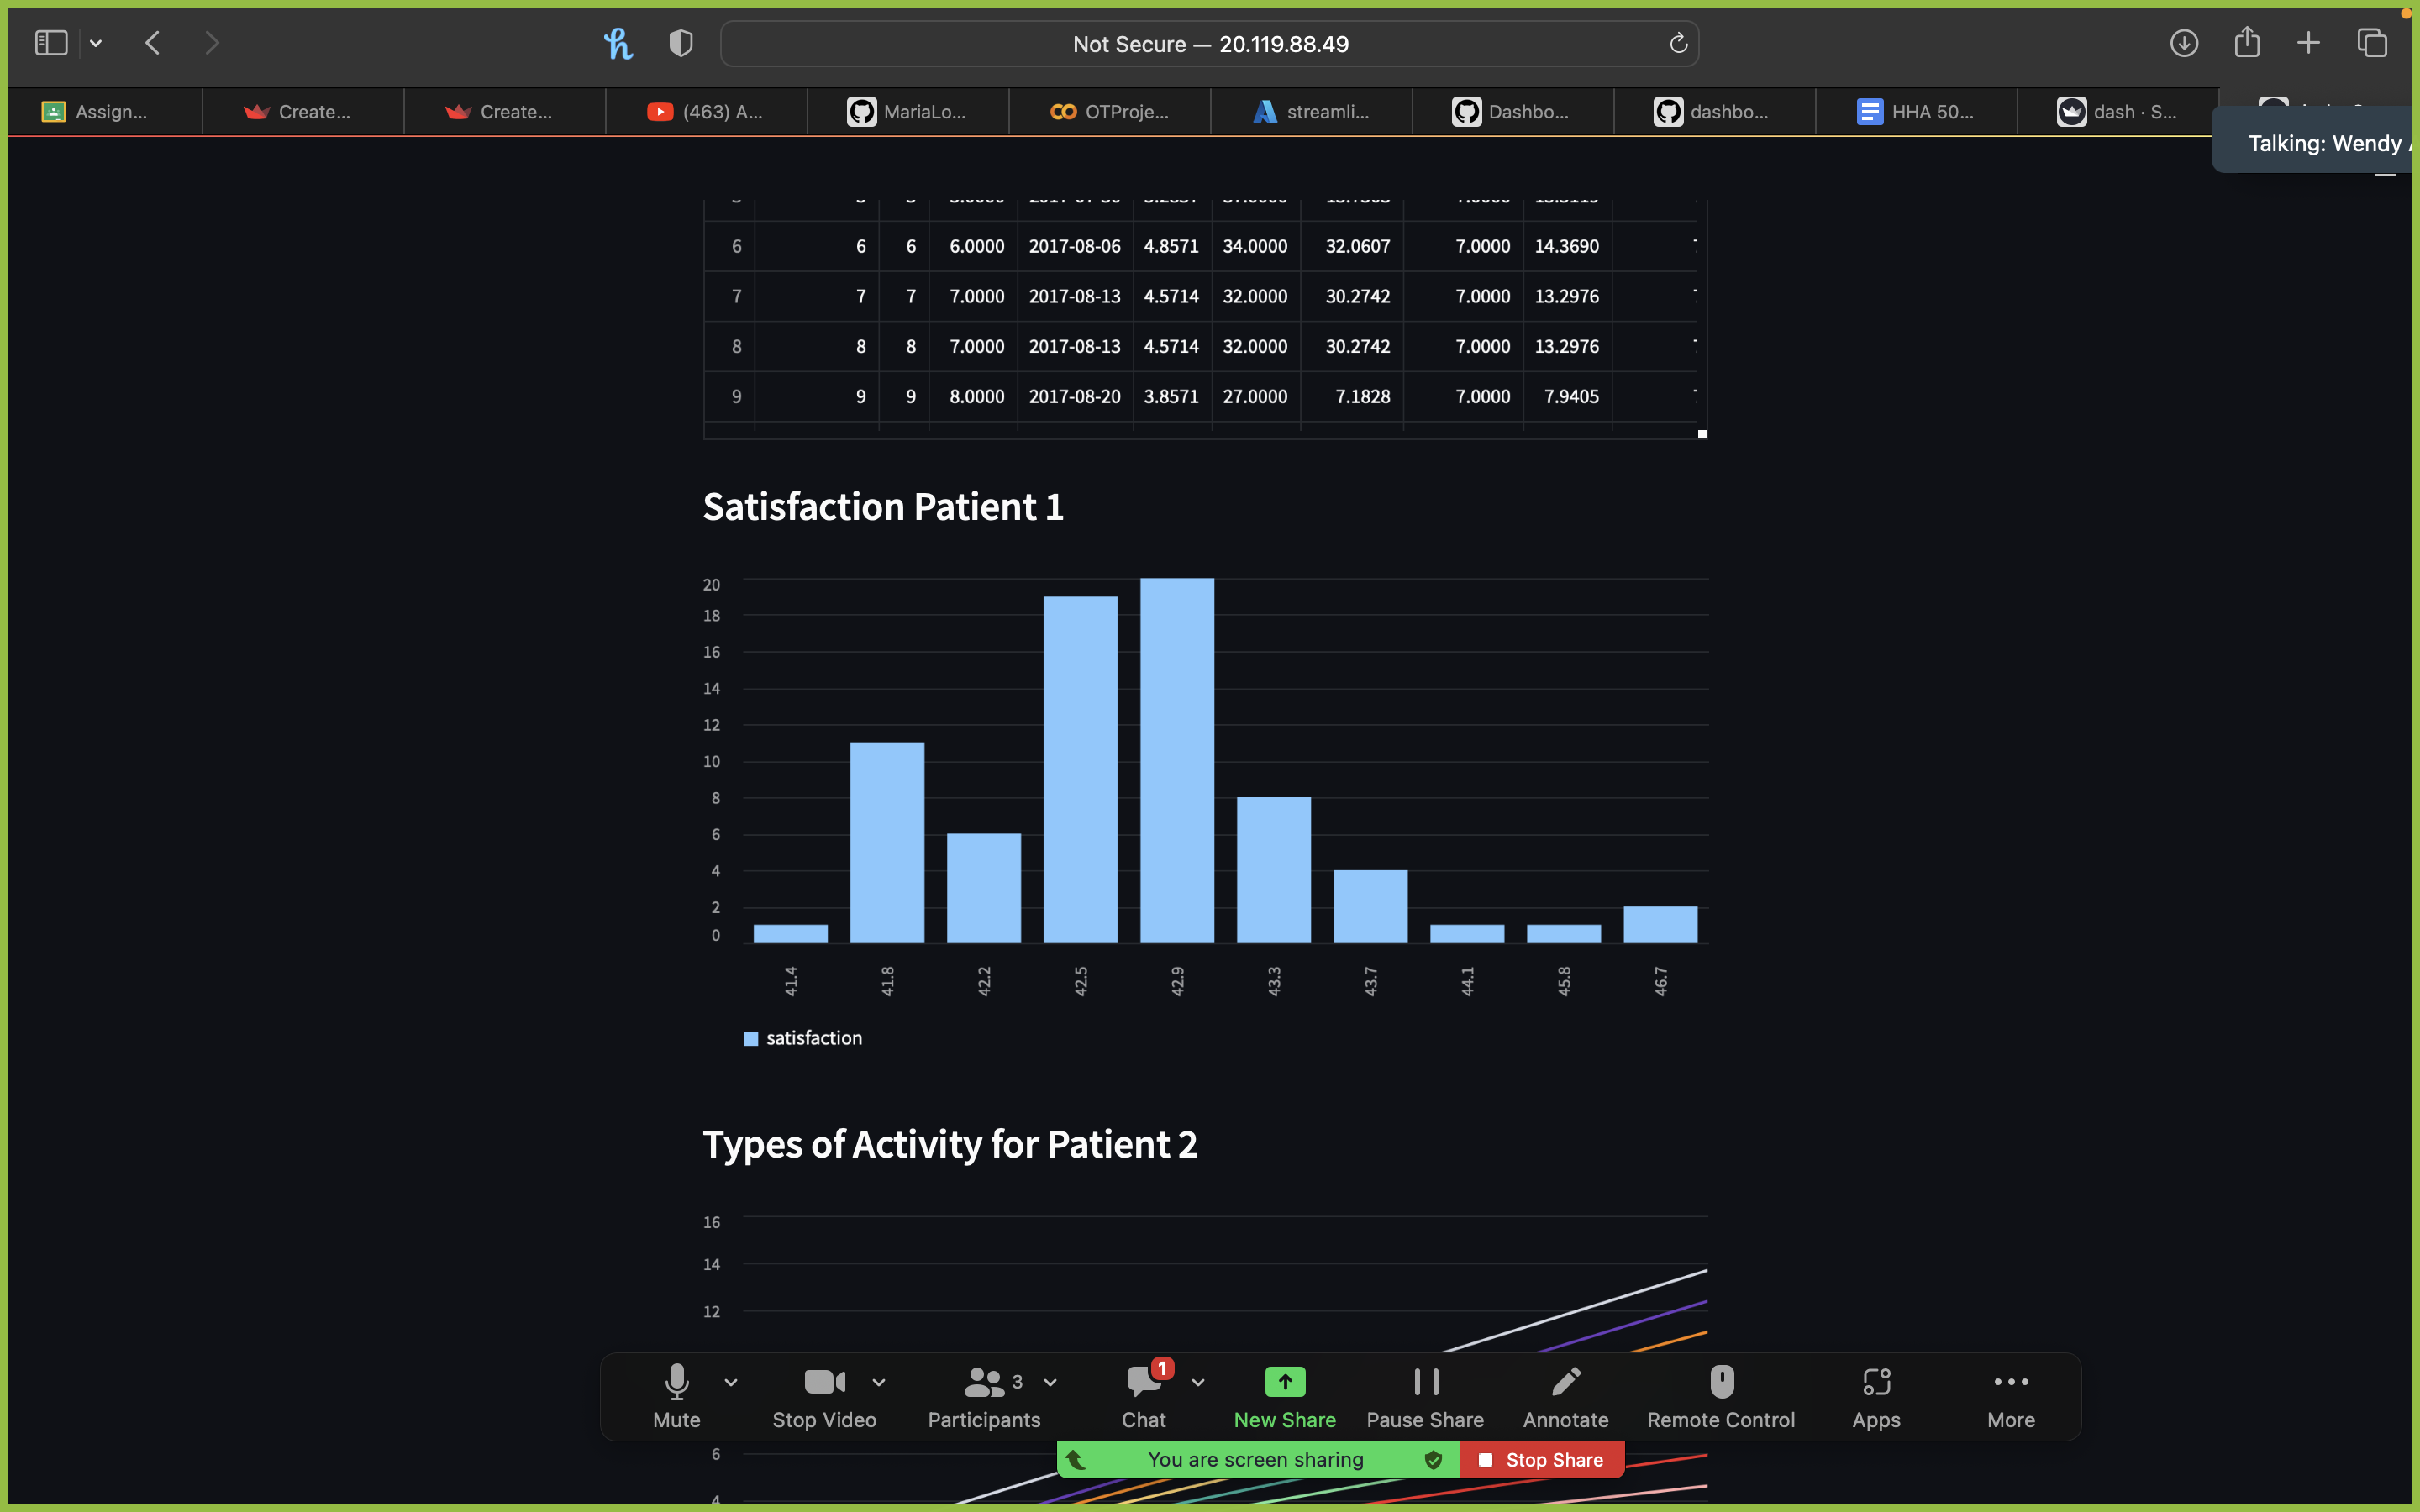 Not Secure — 20.119.88.49
Assign... Create... Create... (463) A... MariaLo... OTProje... streamli... Dashbo... dashbo... HHA 50... dash · S...
Talking: Wendy
6 6 6 6.0000 2017-08-06 4.8571 34.0000 32.0607 7.0000 14.3690
7 7 7 7.0000 2017-08-13 4.5714 32.0000 30.2742 7.0000 13.2976
8 8 8 7.0000 2017-08-13 4.5714 32.0000 30.2742 7.0000 13.2976
9 9 9 8.0000 2017-08-20 3.8571 27.0000 7.1828 7.0000 7.9405
Satisfaction Patient 1
20
18
16
14
12
10
8
6
4
2
0
41.4 41.8 42.2 42.5 42.9 43.3 43.7 44.1 45.8 46.7
satisfaction
Types of Activity for Patient 2
16
14
12
3 1
Mute Stop Video Participants Chat New Share Pause Share Annotate Remote Control Apps More
6 You are screen sharing Stop Share
4